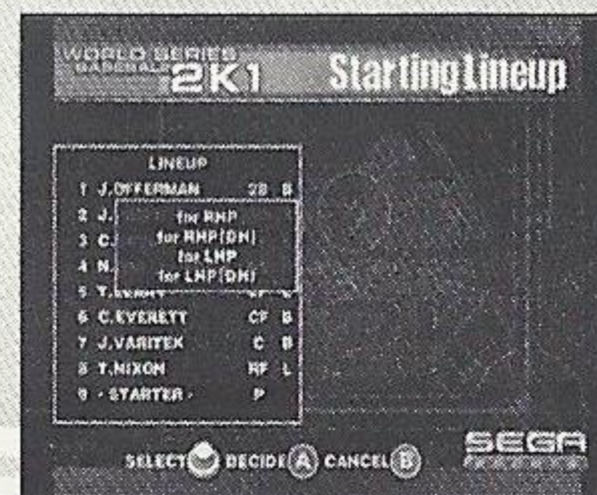 WORLD SERIES
BASEBALL 2K1
Starting Lineup
LINEUP
1 J.OFFERMAN 2B B
2 J.
3 C.
4 N.
for RHP
for RHP(DH)
for LHP
for LHP(DH)
5 T.
6 C.EVERETT CF B
7 J.VARITEK C B
8 T.NIXON RF L
9 - STARTER - P
SELECT DECIDE A CANCEL B
SEGA
SPORTS